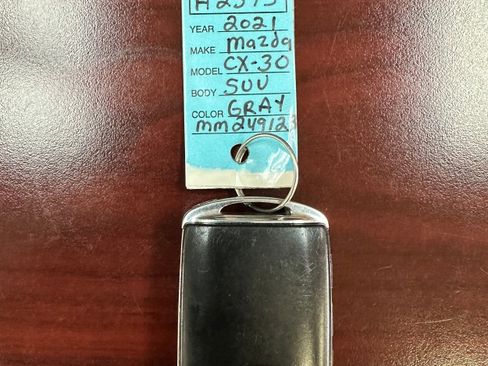 YEAR 2021
MAKE Mazda
MODEL CX-30
BODY SUV
COLOR GRAY
mm249123